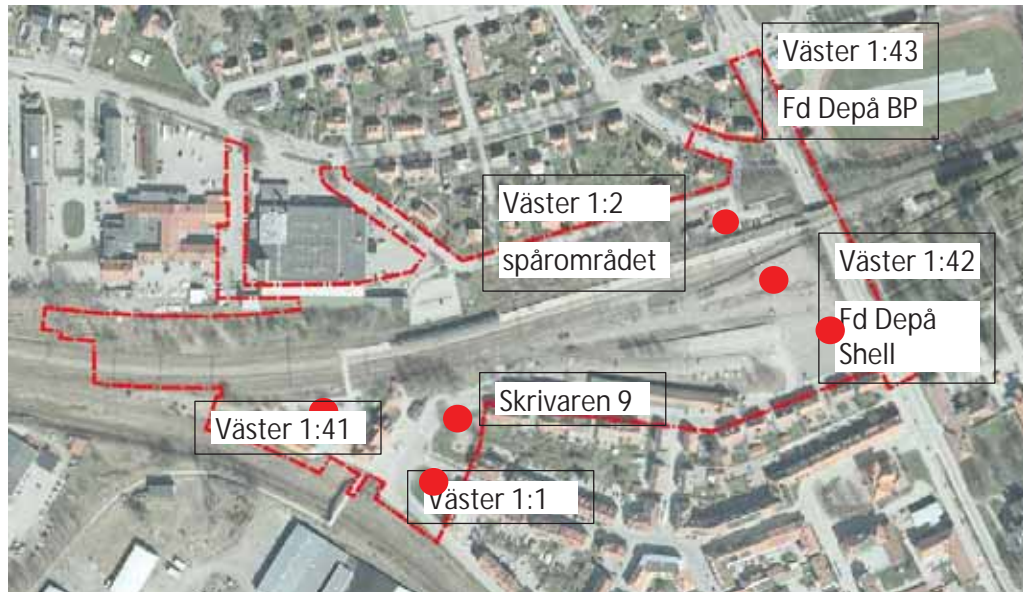 Väster 1:43
Fd Depå BP
Väster 1:2
spårområdet
Väster 1:42
Fd Depå
Shell
Skrivaren 9
Väster 1:41
Väster 1:1